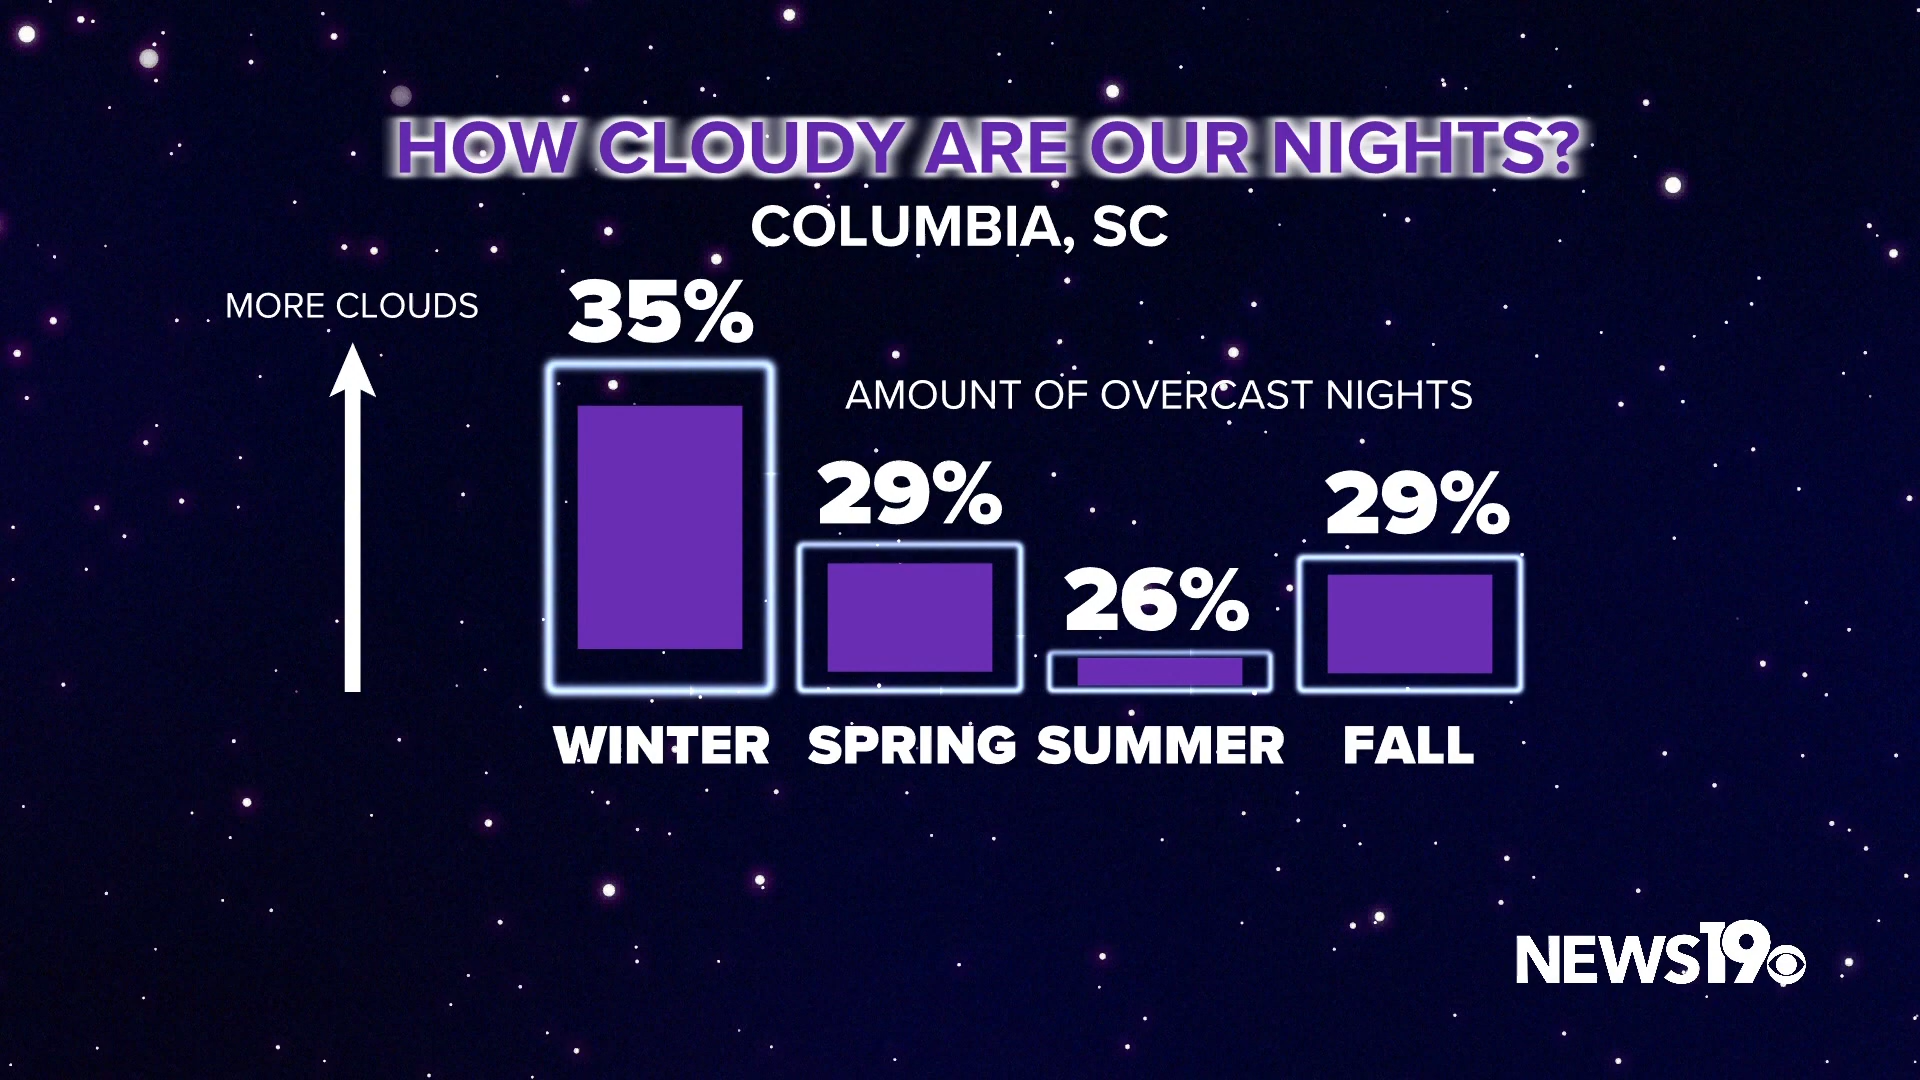 HOW CLOUDY ARE OUR NIGHTS?
COLUMBIA, SC
MORE CLOUDS
35%
AMOUNT OF OVERCAST NIGHTS
29%
26%
29%
WINTER
SPRING
SUMMER
FALL
NEWS19